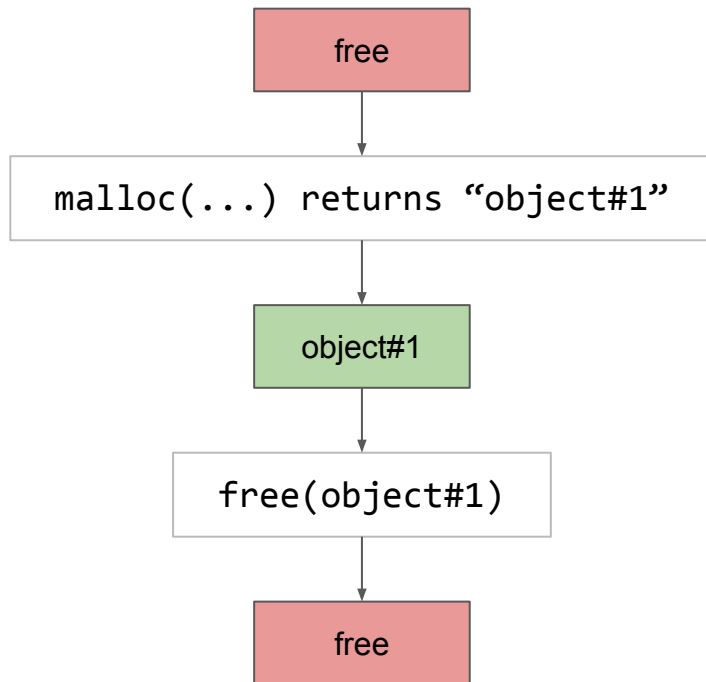 free
malloc(...) returns “object#1”
object#1
free(object#1)
free